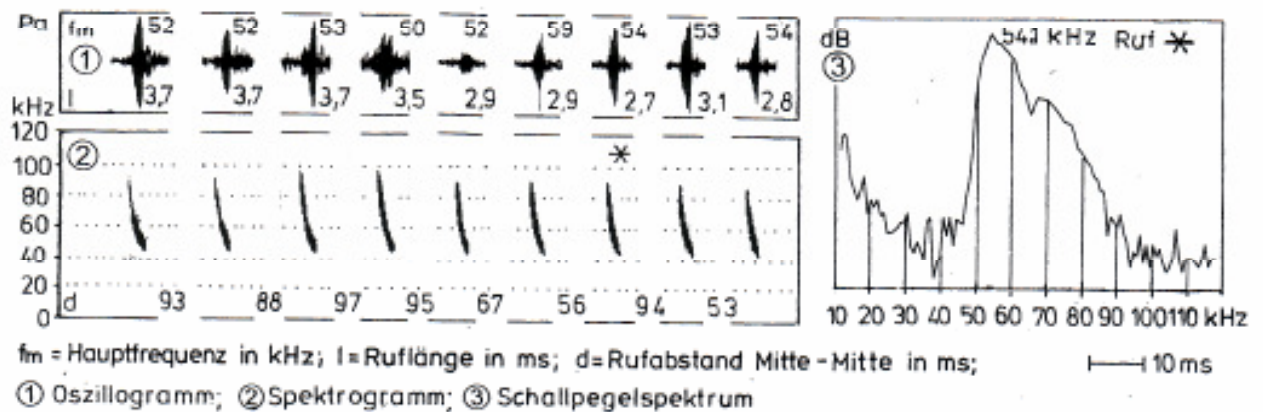 Pa
fm 52 52 53 50 52 59 54 53 54
①
l 3,7 3,7 3,7 3,5 2,9 2,9 2,7 3,1 2,8
kHz
120
100
80
60
40
20
0
② *
d 93 88 97 95 67 56 94 53
dB 541 kHz Ruf *
③
10 20 30 40 50 60 70 80 90 100 110 kHz
fm = Hauptfrequenz in kHz; l = Ruflänge in ms; d = Rufabstand Mitte-Mitte in ms; 10 ms
① Oszillogramm; ② Spektrogramm; ③ Schallpegelspektrum